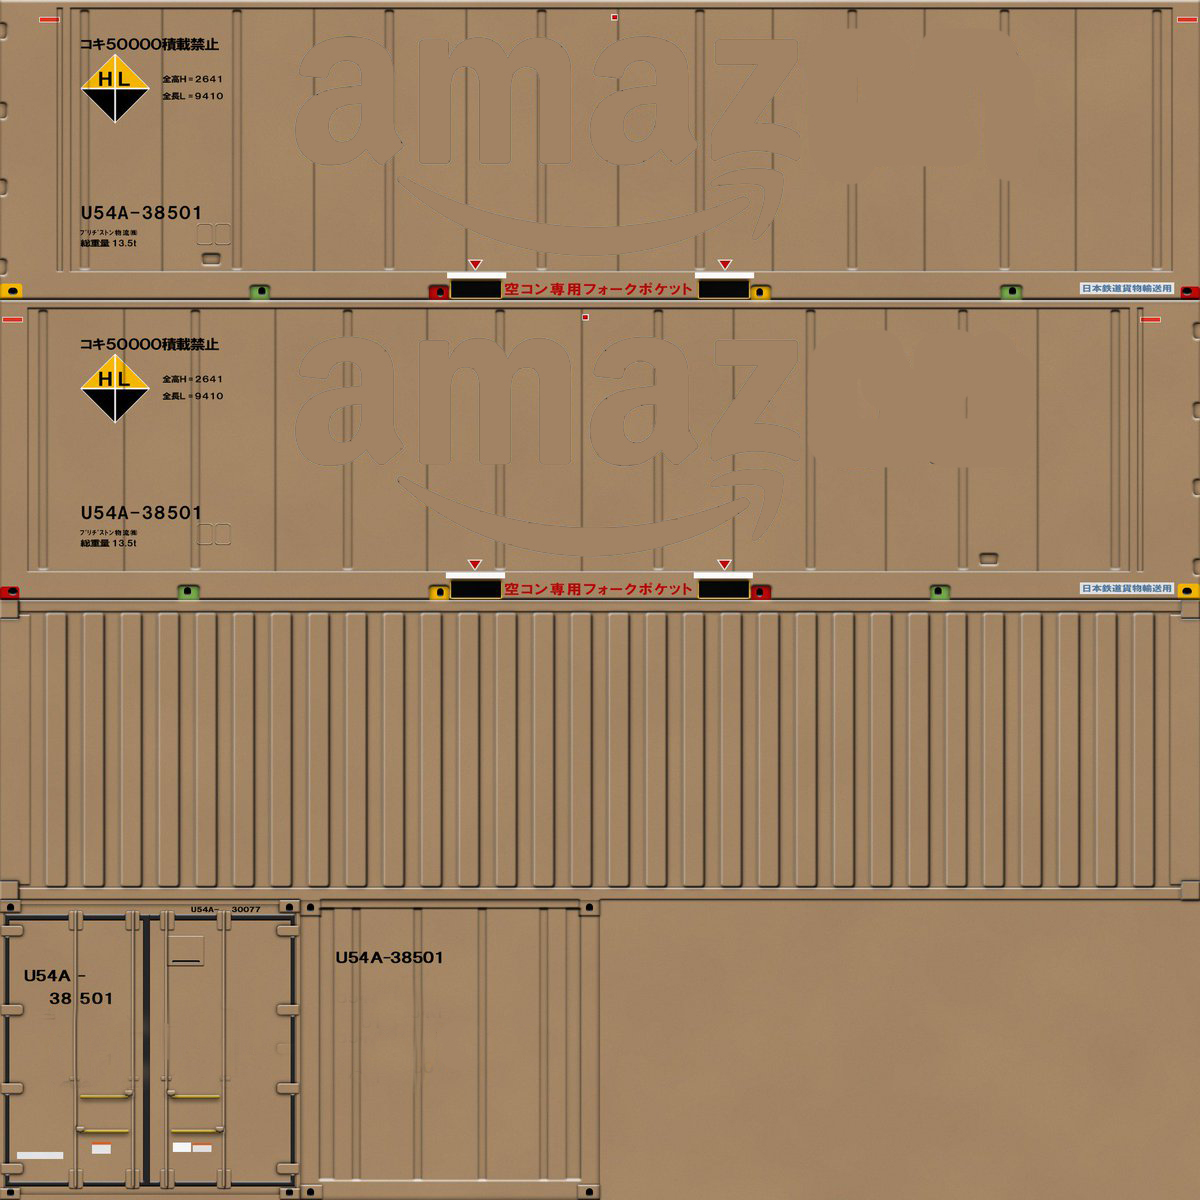 コキ50000積載禁止
HL
全高H=2641
全長L=9410
amaz
U54A-38501
ブリヂストン物流㈱
総重量 13.5t
空コン専用フォークポケット
日本鉄道貨物輸送用
コキ50000積載禁止
HL
全高H=2641
全長L=9410
amaz
U54A-38501
ブリヂストン物流㈱
総重量 13.5t
空コン専用フォークポケット
日本鉄道貨物輸送用
U54A- 30077
U54A -
38 501
U54A-38501